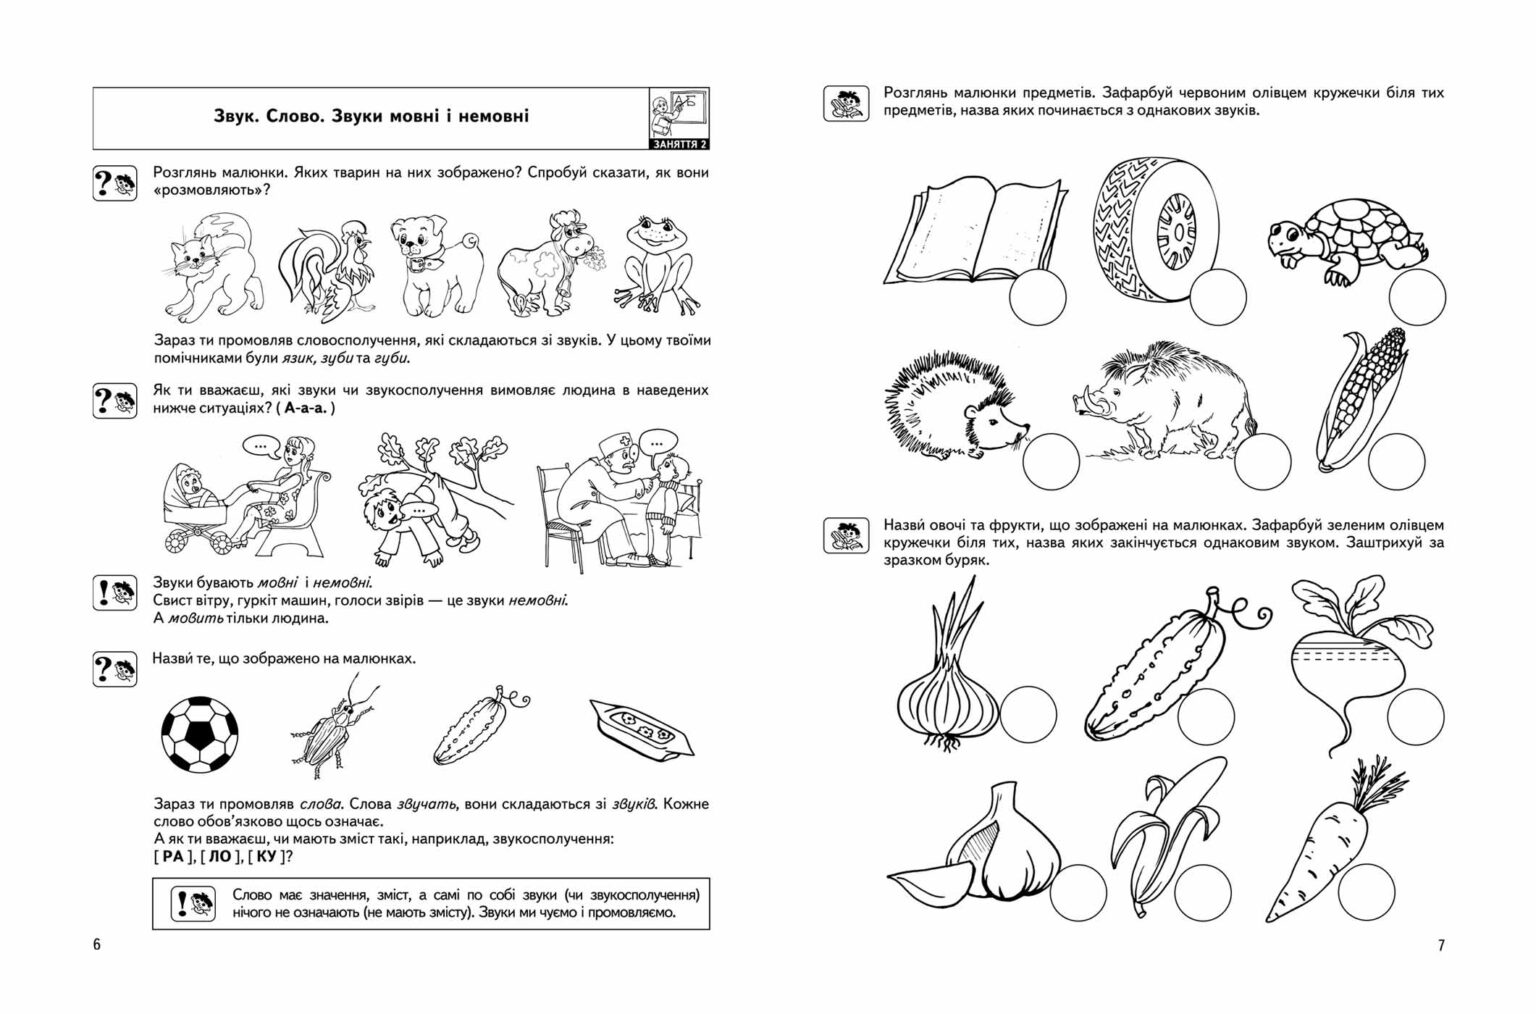 Звук. Слово. Звуки мовні і немовні
А Б
ЗАНЯТТЯ 2
Розглянь малюнки. Яких тварин на них зображено? Спробуй сказати, як вони
«розмовляють»?
Зараз ти промовляв словосполучення, які складаються зі звуків. У цьому твоїми
помічниками були язик, зуби та губи.
Як ти вважаєш, які звуки чи звукосполучення вимовляє людина в наведених
нижче ситуаціях? ( А-а-а. )
...
...
...
Звуки бувають мовні і немовні.
Свист вітру, гуркіт машин, голоси звірів — це звуки немовні.
А мовить тільки людина.
Назви́ те, що зображено на малюнках.
Зараз ти промовляв слова. Слова звучать, вони складаються зі звуків. Кожне
слово обов’язково щось означає.
А як ти вважаєш, чи мають зміст такі, наприклад, звукосполучення:
[ РА ], [ ЛО ], [ КУ ]?
Слово має значення, зміст, а самі по собі звуки (чи звукосполучення)
нічого не означають (не мають змісту). Звуки ми чуємо і промовляємо.
6
Розглянь малюнки предметів. Зафарбуй червоним олівцем кружечки біля тих
предметів, назва яких починається з однакових звуків.
Назви́ овочі та фрукти, що зображені на малюнках. Зафарбуй зеленим олівцем
кружечки біля тих, назва яких закінчується однаковим звуком. Заштрихуй за
зразком буряк.
7